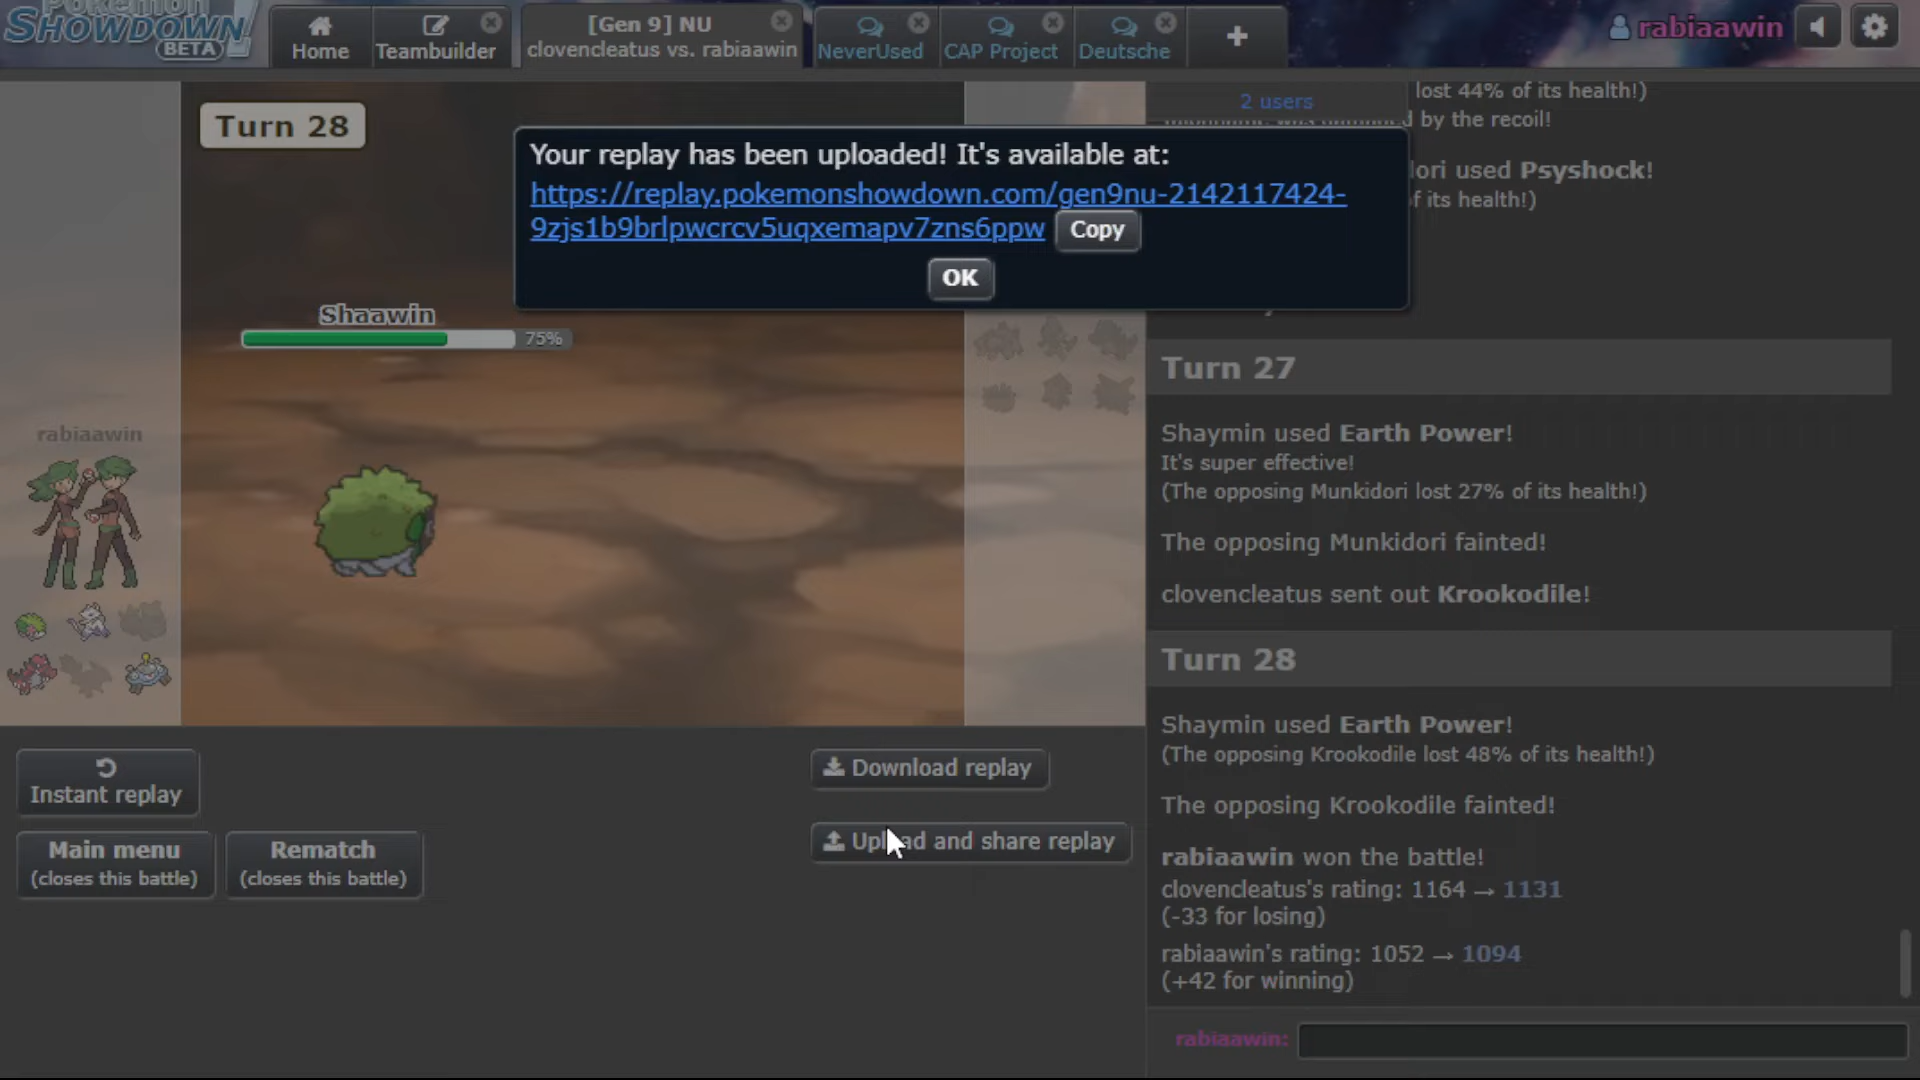 Pokémon
SHOWDOWN!
BETA
Home
Teambuilder
[Gen 9] NU
clovencleatus vs. rabiaawin
NeverUsed
CAP Project
Deutsche
+
rabiaawin
Turn 28
2 users
lost 44% of its health!)
by the recoil!
Your replay has been uploaded! It's available at:
https://replay.pokemonshowdown.com/gen9nu-2142117424-
9zjs1b9brlpwcrcv5uqxemapv7zns6ppw Copy
OK
dori used Psyshock!
f its health!)
Shaawin
75%
rabiaawin
Turn 27
Shaymin used Earth Power!
It's super effective!
(The opposing Munkidori lost 27% of its health!)
The opposing Munkidori fainted!
clovencleatus sent out Krookodile!
Turn 28
Shaymin used Earth Power!
(The opposing Krookodile lost 48% of its health!)
The opposing Krookodile fainted!
rabiaawin won the battle!
clovencleatus's rating: 1164 → 1131
(-33 for losing)
rabiaawin's rating: 1052 → 1094
(+42 for winning)
rabiaawin:
Instant replay
Download replay
Upload and share replay
Main menu
(closes this battle)
Rematch
(closes this battle)